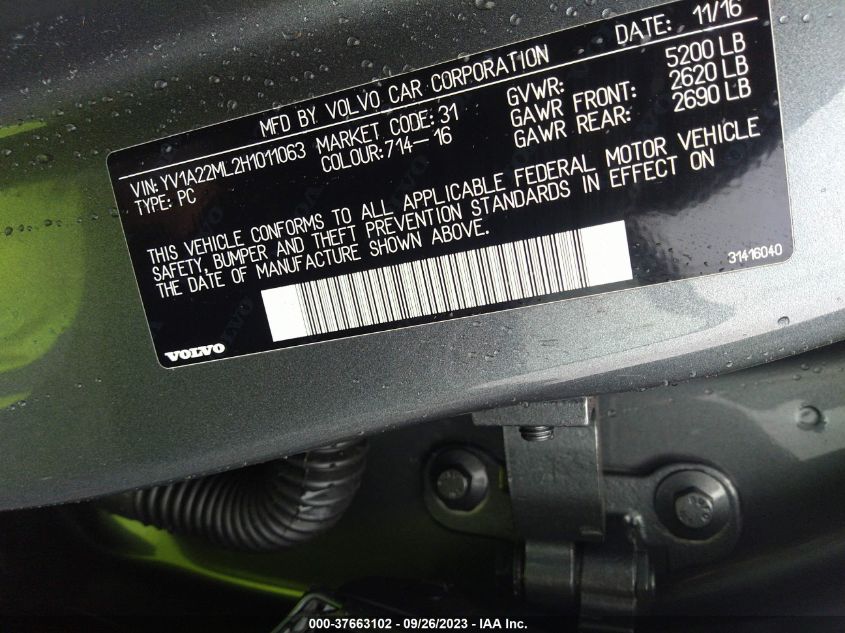 MFD BY VOLVO CAR CORPORATION DATE: 11/16
VIN: YV1A22ML2H1011063 MARKET CODE: 31 GVWR: 5200 LB
TYPE: PC COLOUR: 714-16 GAWR FRONT: 2620 LB
GAWR REAR: 2690 LB
THIS VEHICLE CONFORMS TO ALL APPLICABLE FEDERAL MOTOR VEHICLE
SAFETY, BUMPER AND THEFT PREVENTION STANDARDS IN EFFECT ON
THE DATE OF MANUFACTURE SHOWN ABOVE.
31416040
VOLVO
000-37663102 - 09/26/2023 - IAA Inc.